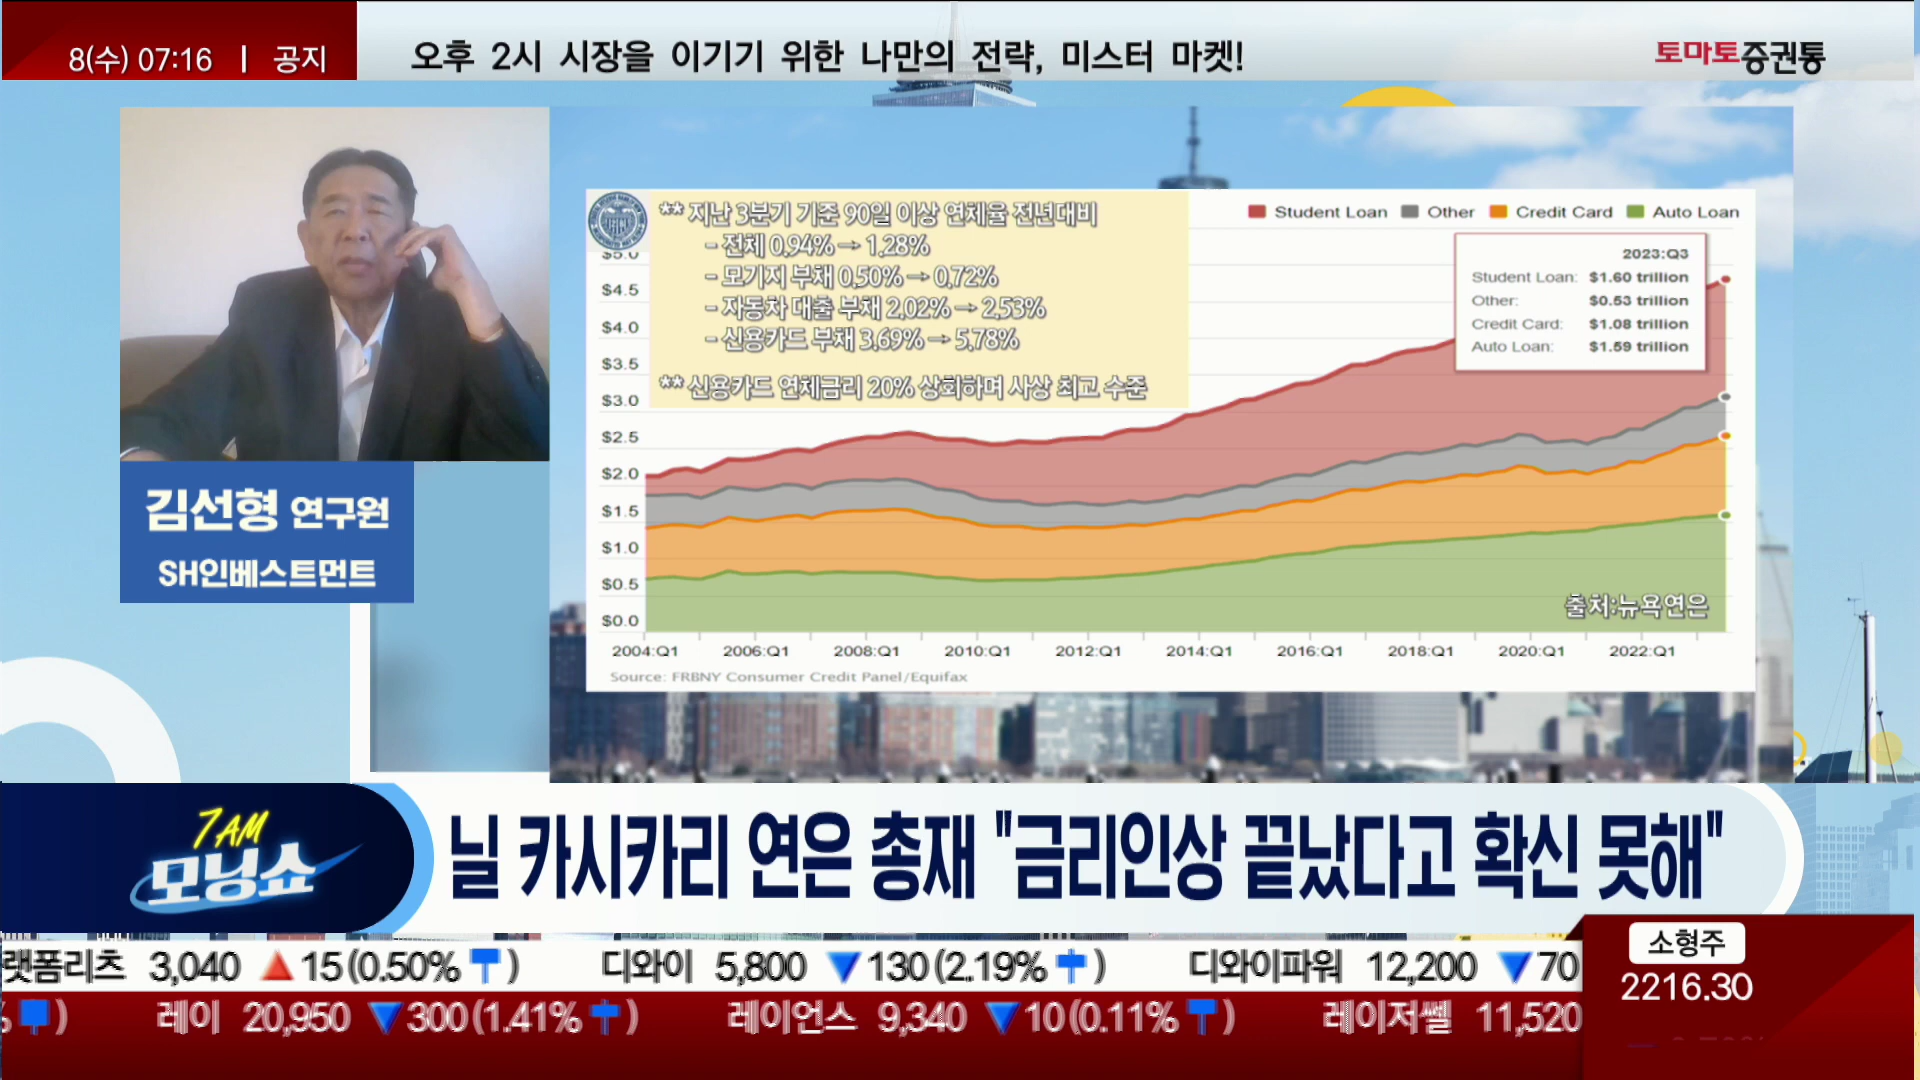 8(수) 07:16 | 공지
오후 2시 시장을 이기기 위한 나만의 전략, 미스터 마켓!
토마토증권통
** 지난 3분기 기준 90일 이상 연체율 전년대비
- 전체 0.94% → 1.28%
- 모기지 부채 0.50% → 0.72%
- 자동차 대출 부채 2.02% → 2.53%
- 신용카드 부채 3.69% → 5.78%
** 신용카드 연체금리 20% 상회하며 사상 최고 수준
Student Loan Other Credit Card Auto Loan
2023:Q3
Student Loan: $1.60 trillion
Other: $0.53 trillion
Credit Card: $1.08 trillion
Auto Loan: $1.59 trillion
$5.0
$4.5
$4.0
$3.5
$3.0
$2.5
$2.0
$1.5
$1.0
$0.5
$0.0
2004:Q1 2006:Q1 2008:Q1 2010:Q1 2012:Q1 2014:Q1 2016:Q1 2018:Q1 2020:Q1 2022:Q1
출처:뉴욕연은
Source: FRBNY Consumer Credit Panel/Equifax
김선형 연구원
SH인베스트먼트
7AM
모닝쇼
닐 카시카리 연은 총재 "금리인상 끝났다고 확신 못해"
랫폼리츠 3,040 ▲15(0.50%) 디와이 5,800 ▼130(2.19%) 디와이파워 12,200 ▼70
%) 레이 20,950 ▼300(1.41%) 레이언스 9,340 ▼10(0.11%) 레이저쎌 11,520
소형주
2216.30